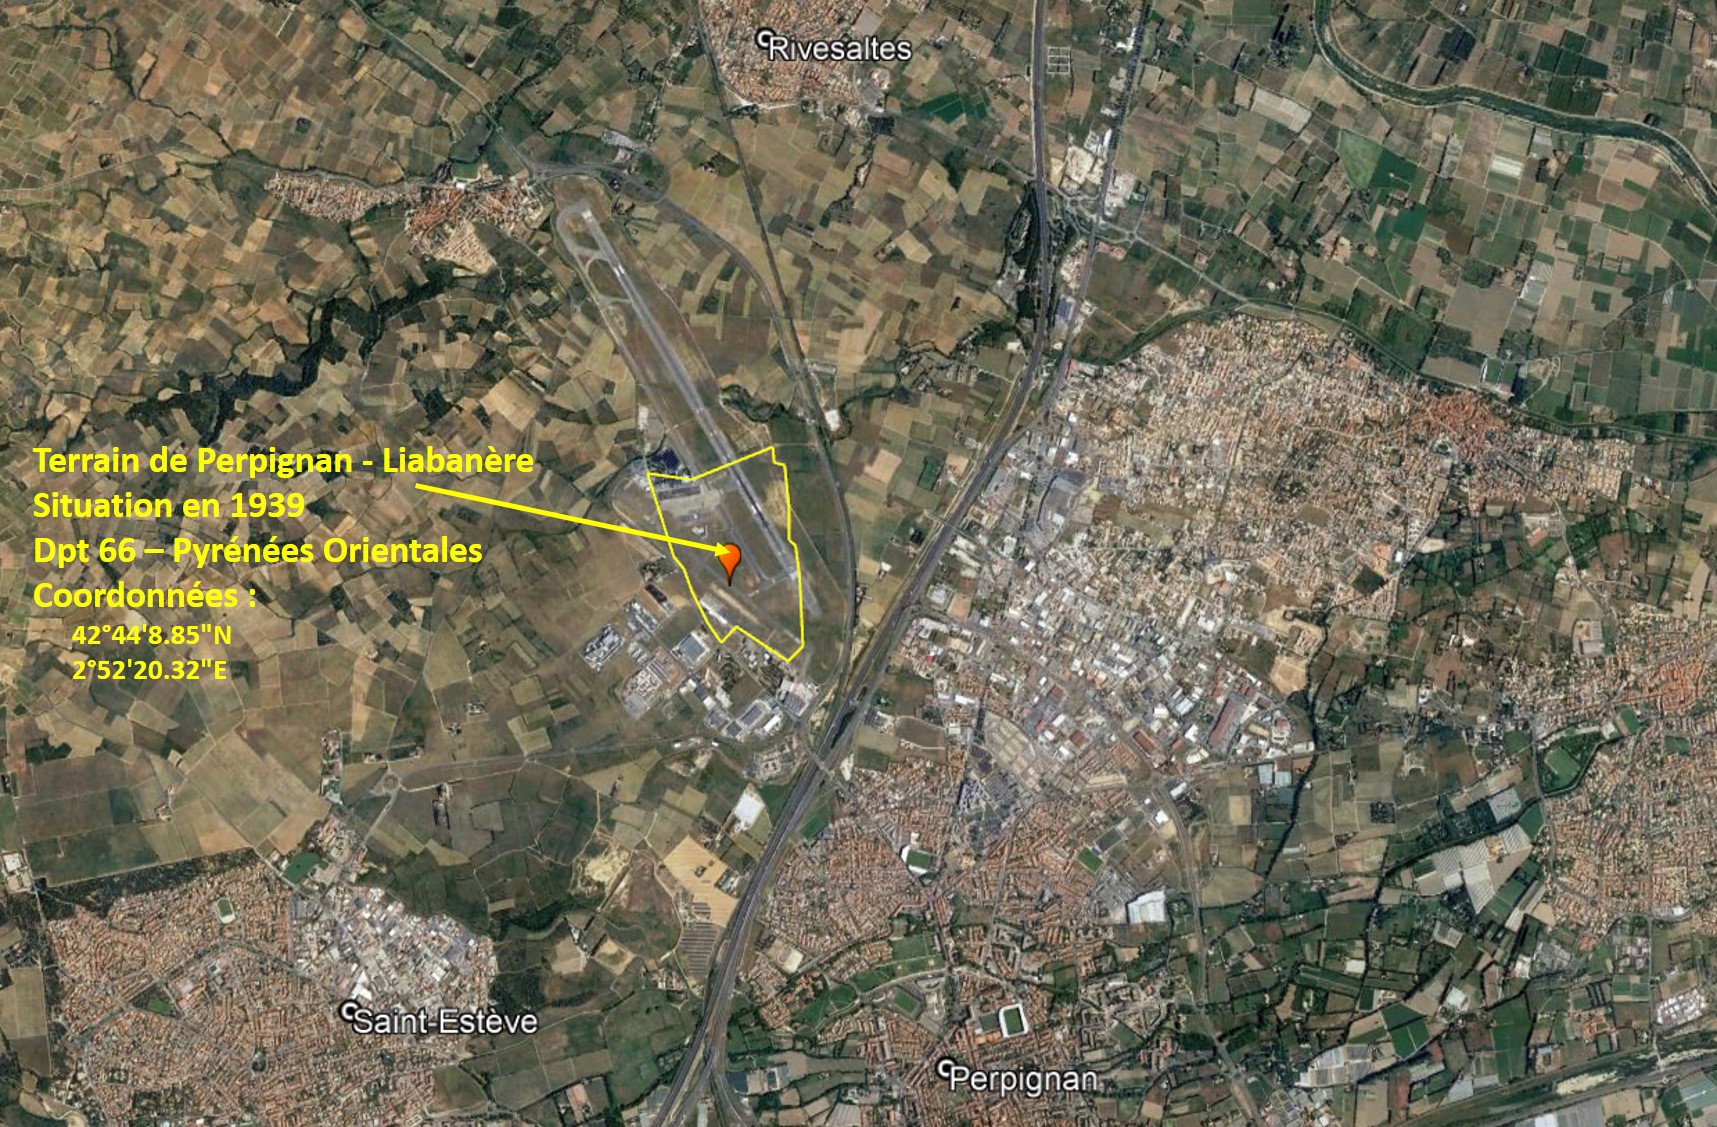 Rivesaltes
Terrain de Perpignan - Liabanère
Situation en 1939
Dpt 66 – Pyrénées Orientales
Coordonnées :
42°44'8.85"N
2°52'20.32"E
Saint-Estève
Perpignan